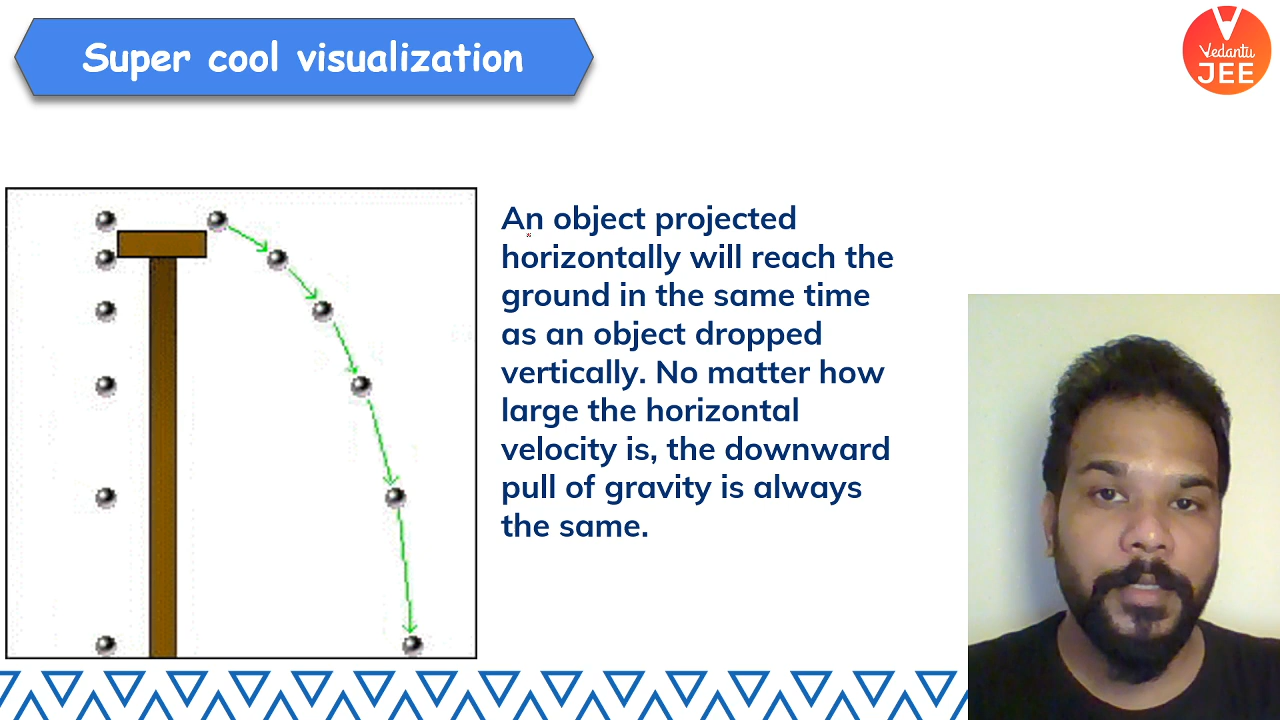 Super cool visualization
Vedantu
JEE
An object projected
horizontally will reach the
ground in the same time
as an object dropped
vertically. No matter how
large the horizontal
velocity is, the downward
pull of gravity is always
the same.